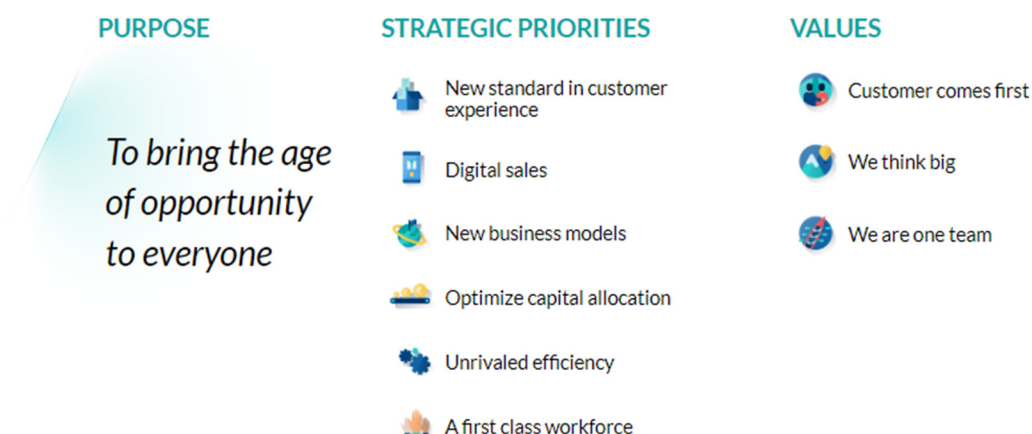 PURPOSE
To bring the age
of opportunity
to everyone
STRATEGIC PRIORITIES
New standard in customer
experience
Digital sales
New business models
Optimize capital allocation
Unrivaled efficiency
A first class workforce
VALUES
Customer comes first
We think big
We are one team